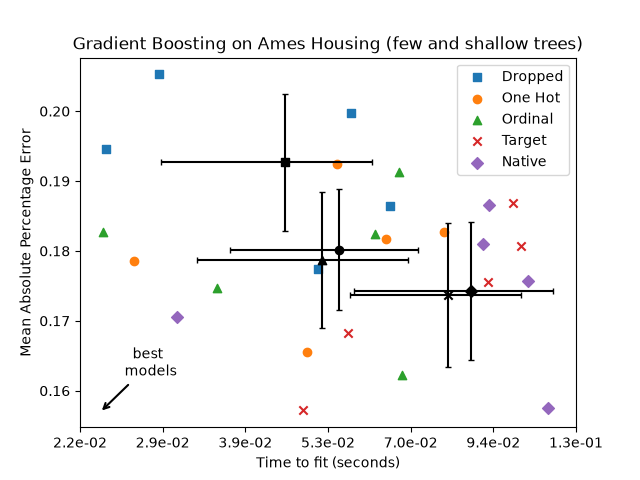 Gradient Boosting on Ames Housing (few and shallow trees)
Mean Absolute Percentage Error
0.20
0.19
0.18
0.17
0.16
Dropped
One Hot
Ordinal
Target
Native
best
models
2.2e-02 2.9e-02 3.9e-02 5.3e-02 7.0e-02 9.4e-02 1.3e-01
Time to fit (seconds)